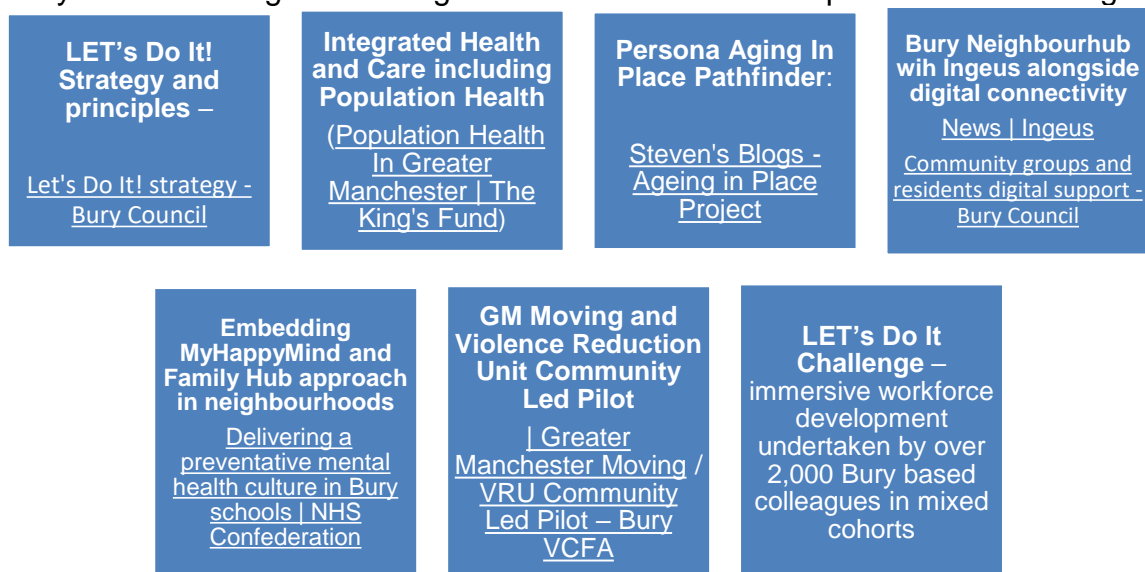 LET's Do It!
Strategy and
principles –
Let's Do It! strategy -
Bury Council
Integrated Health
and Care including
Population Health
(Population Health
In Greater
Manchester | The
King's Fund)
Persona Aging In
Place Pathfinder:
Steven's Blogs -
Ageing in Place
Project
Bury Neighbourhub
wih Ingeus alongside
digital connectivity
News | Ingeus
Community groups and
residents digital support -
Bury Council
Embedding
MyHappyMind and
Family Hub approach
in neighbourhoods
Delivering a
preventative mental
health culture in Bury
schools | NHS
Confederation
GM Moving and
Violence Reduction
Unit Community
Led Pilot
| Greater
Manchester Moving /
VRU Community
Led Pilot – Bury
VCFA
LET's Do It
Challenge –
immersive workforce
development
undertaken by over
2,000 Bury based
colleagues in mixed
cohorts